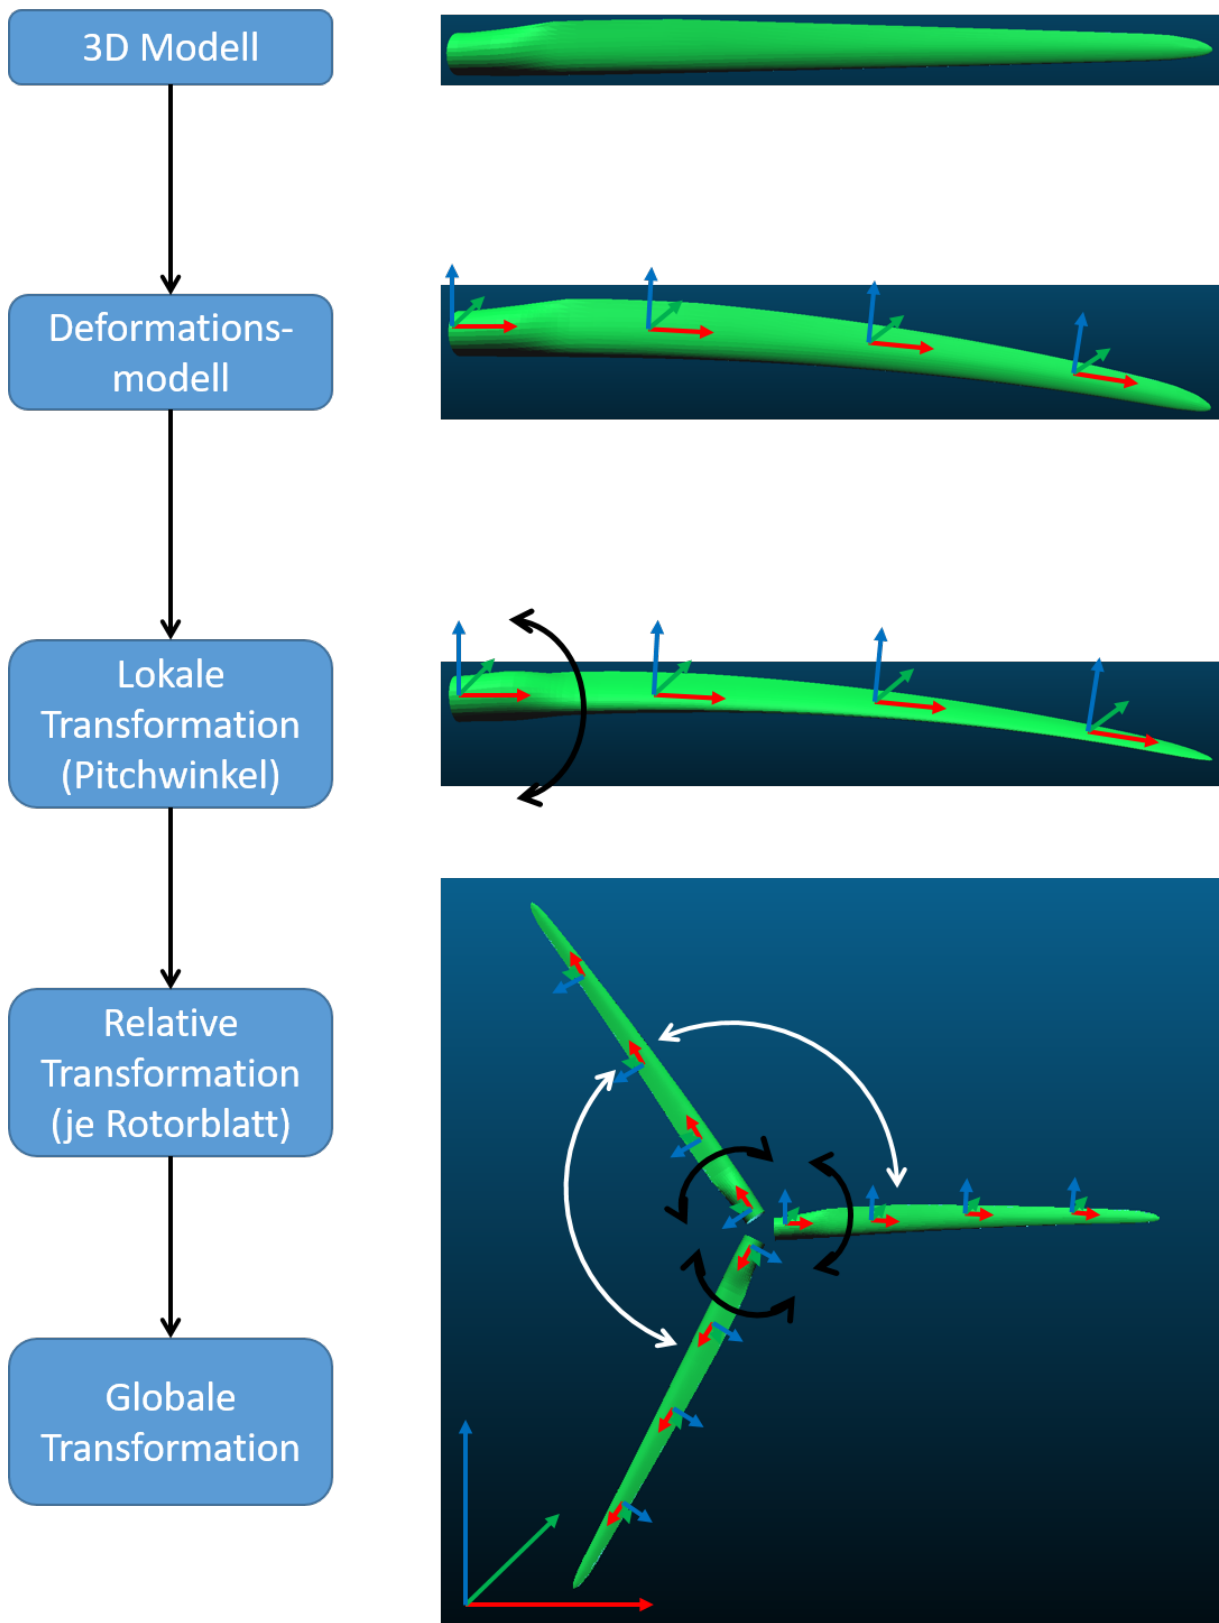 3D Modell
Deformations-
modell
Lokale
Transformation
(Pitchwinkel)
Relative
Transformation
(je Rotorblatt)
Globale
Transformation